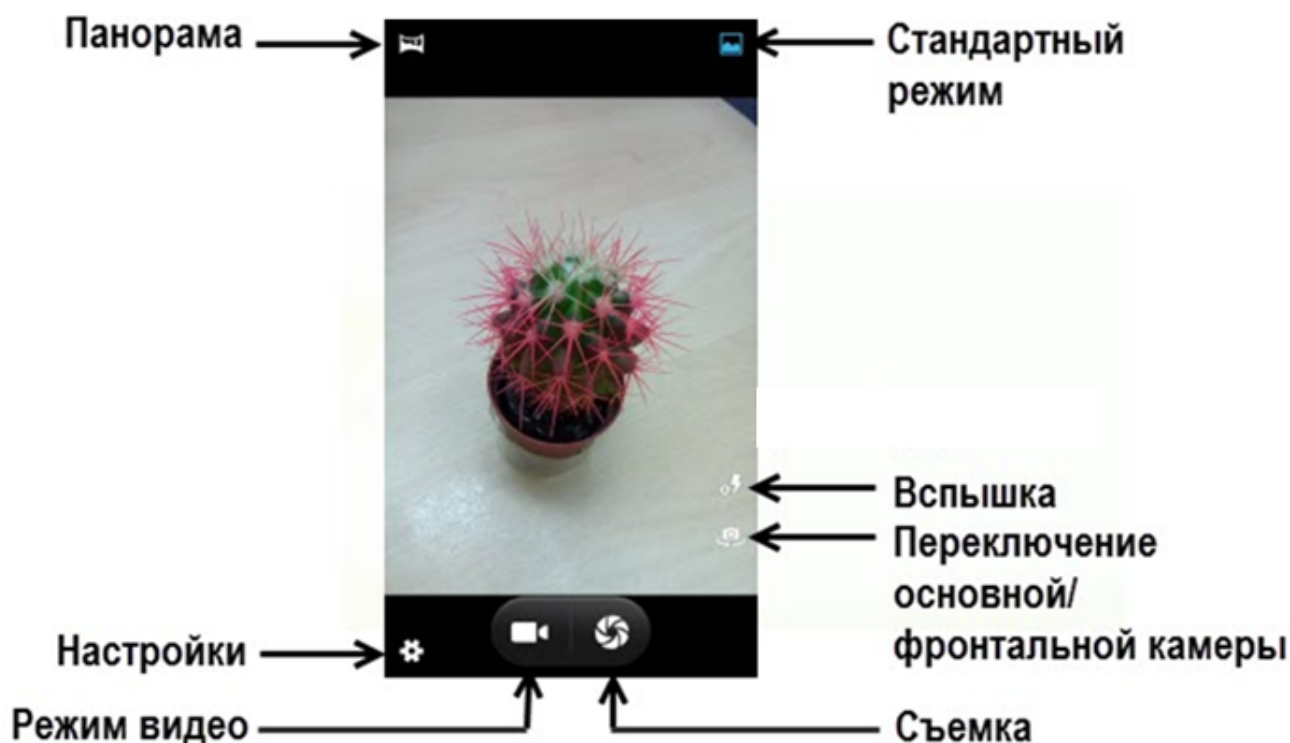 Панорама
Стандартный
режим
Вспышка
Переключение
основной/
фронтальной камеры
Настройки
Режим видео
Съемка